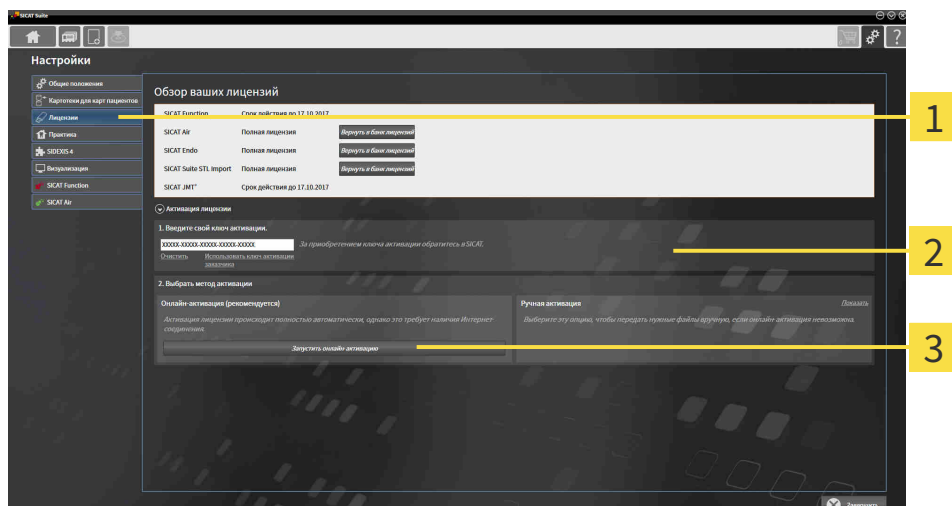 SICAT Suite
?
Настройки
Общие положения
Картотеки для карт пациентов
Лицензии
Практика
SIDEXIS 4
Визуализация
SICAT Function
SICAT Air
Обзор ваших лицензий
SICAT Function Срок действия до 17.10.2017
SICAT Air Полная лицензия Вернуть в банк лицензий
SICAT Endo Полная лицензия Вернуть в банк лицензий
SICAT Suite STL Import Полная лицензия Вернуть в банк лицензий
SICAT JMT+ Срок действия до 17.10.2017
Активация лицензии
1. Введите свой ключ активации.
XXXXX-XXXXX-XXXXX-XXXXX-XXXXX За приобретением ключа активации обратитесь в SICAT.
Очистить Использовать ключ активации
заказчика
2. Выбрать метод активации
Онлайн-активация (рекомендуется)
Активация лицензии происходит полностью автоматически, однако это требует наличия Интернет-
соединения.
Запустить онлайн активацию
Ручная активация Показать
Выберите эту опцию, чтобы передать нужные файлы вручную, если онлайн активация невозможна.
Завершить
1
2
3